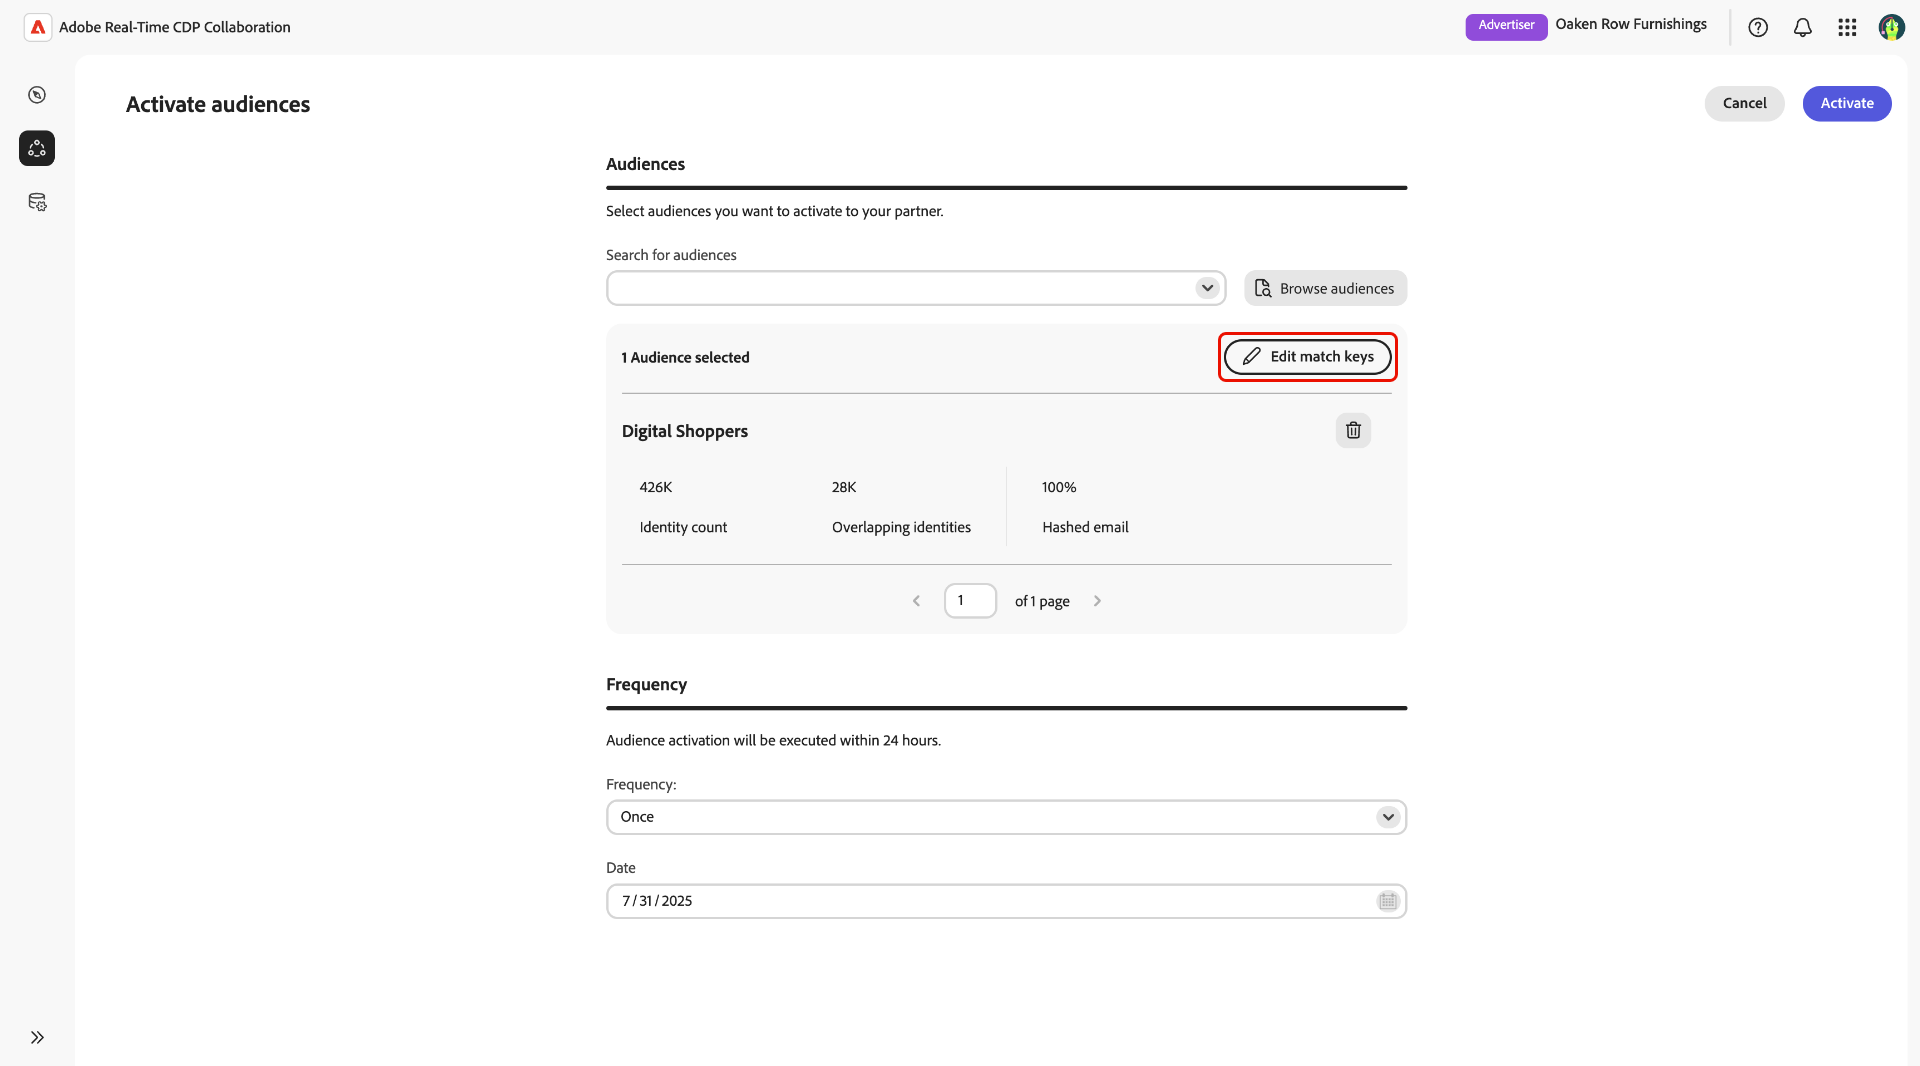 Adobe Real-Time CDP Collaboration
Advertiser
Oaken Row Furnishings
Activate audiences
Cancel
Activate
Audiences
Select audiences you want to activate to your partner.
Search for audiences
Browse audiences
1 Audience selected
Edit match keys
Digital Shoppers
426K
28K
100%
Identity count
Overlapping identities
Hashed email
1
of 1 page
Frequency
Audience activation will be executed within 24 hours.
Frequency:
Once
Date
7 / 31 / 2025